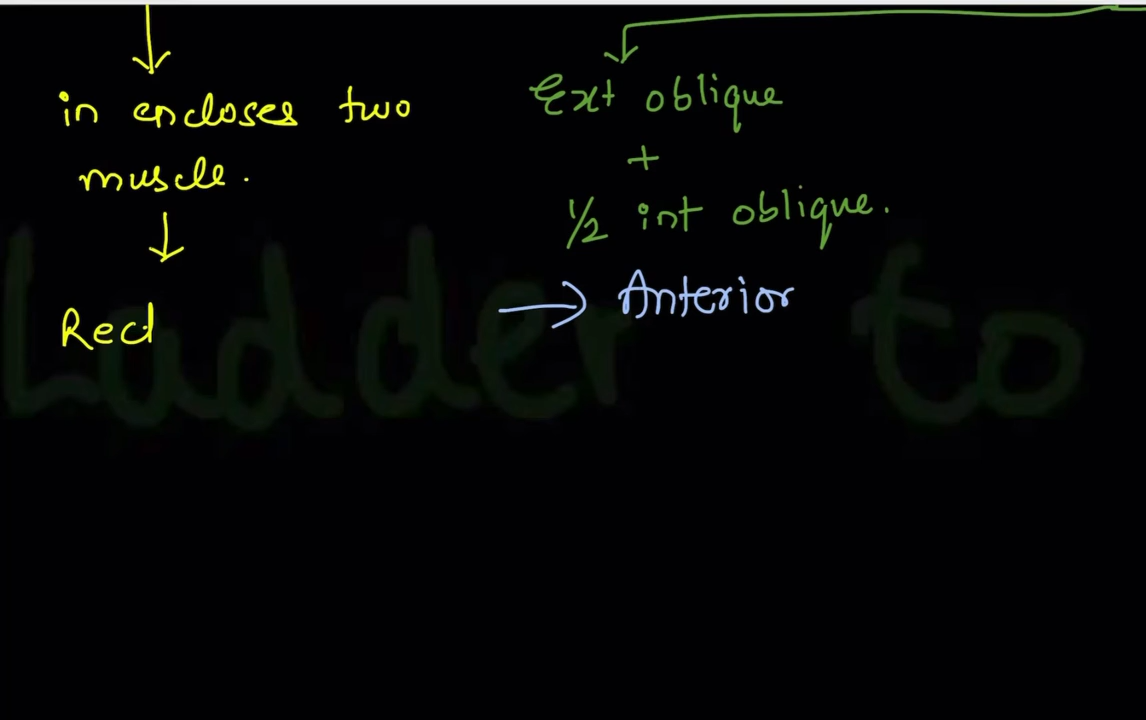 in encloses two
muscle.
Rect
Ext oblique
+
1/2 int oblique.
→ Anterior
Ladder to